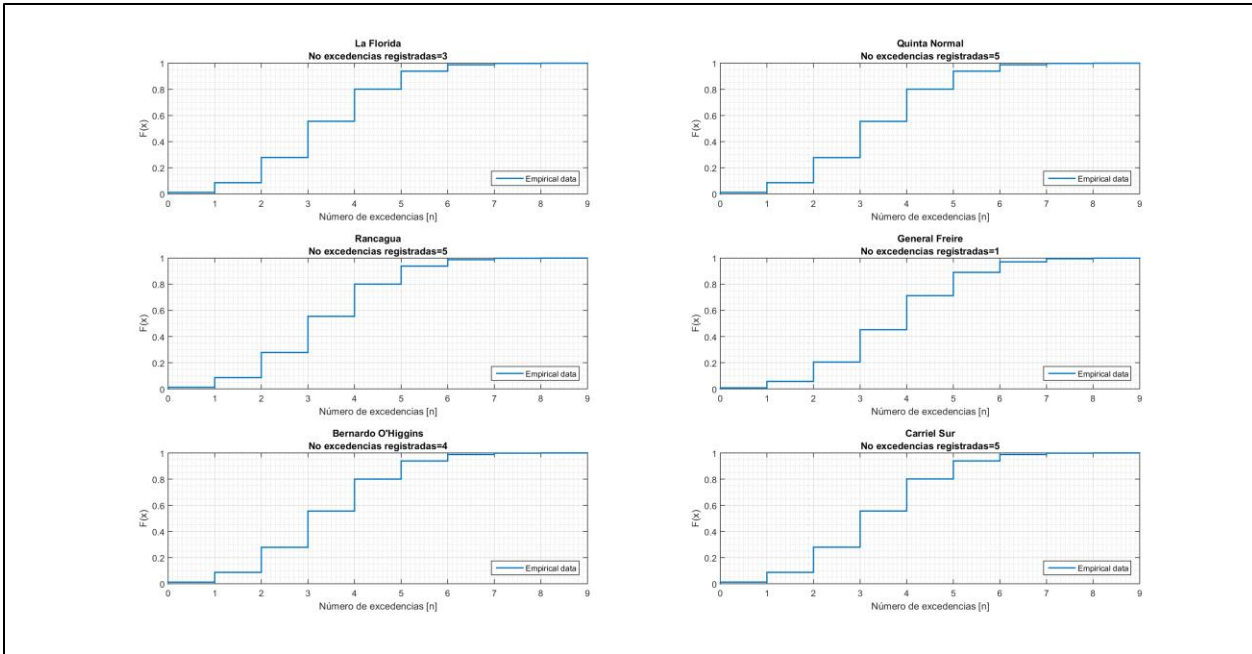 La Florida
No excedencias registradas=3
1
0.8
0.6
0.4
0.2
0
F(x)
Empirical data
0 1 2 3 4 5 6 7 8 9
Número de excedencias [n]
Quinta Normal
No excedencias registradas=5
1
0.8
0.6
0.4
0.2
0
F(x)
Empirical data
0 1 2 3 4 5 6 7 8 9
Número de excedencias [n]
Rancagua
No excedencias registradas=5
1
0.8
0.6
0.4
0.2
0
F(x)
Empirical data
0 1 2 3 4 5 6 7 8 9
Número de excedencias [n]
General Freire
No excedencias registradas=1
1
0.8
0.6
0.4
0.2
0
F(x)
Empirical data
0 1 2 3 4 5 6 7 8 9
Número de excedencias [n]
Bernardo O'Higgins
No excedencias registradas=4
1
0.8
0.6
0.4
0.2
0
F(x)
Empirical data
0 1 2 3 4 5 6 7 8 9
Número de excedencias [n]
Carriel Sur
No excedencias registradas=5
1
0.8
0.6
0.4
0.2
0
F(x)
Empirical data
0 1 2 3 4 5 6 7 8 9
Número de excedencias [n]